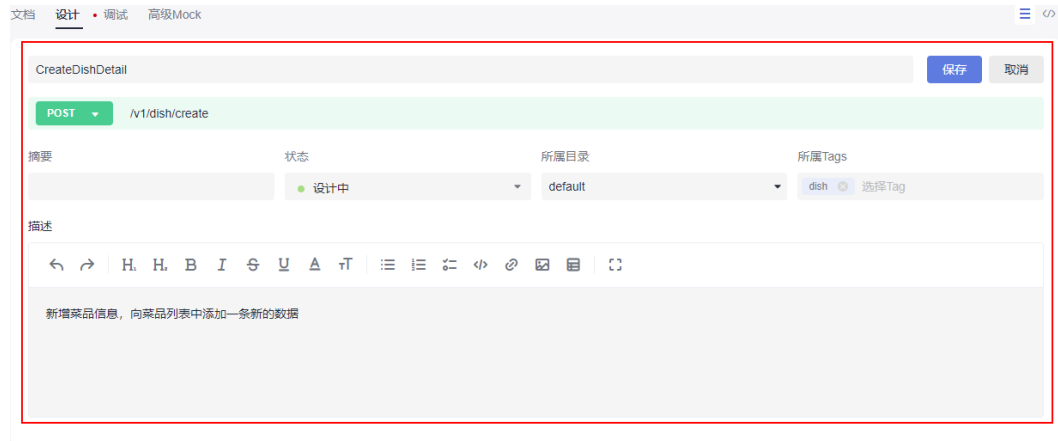 文档 设计 调试 高级Mock
CreateDishDetail 保存 取消
POST /v1/dish/create
摘要 状态 所属目录 所属Tags
设计中 default dish 选择Tag
描述
新增菜品信息，向菜品列表中添加一条新的数据